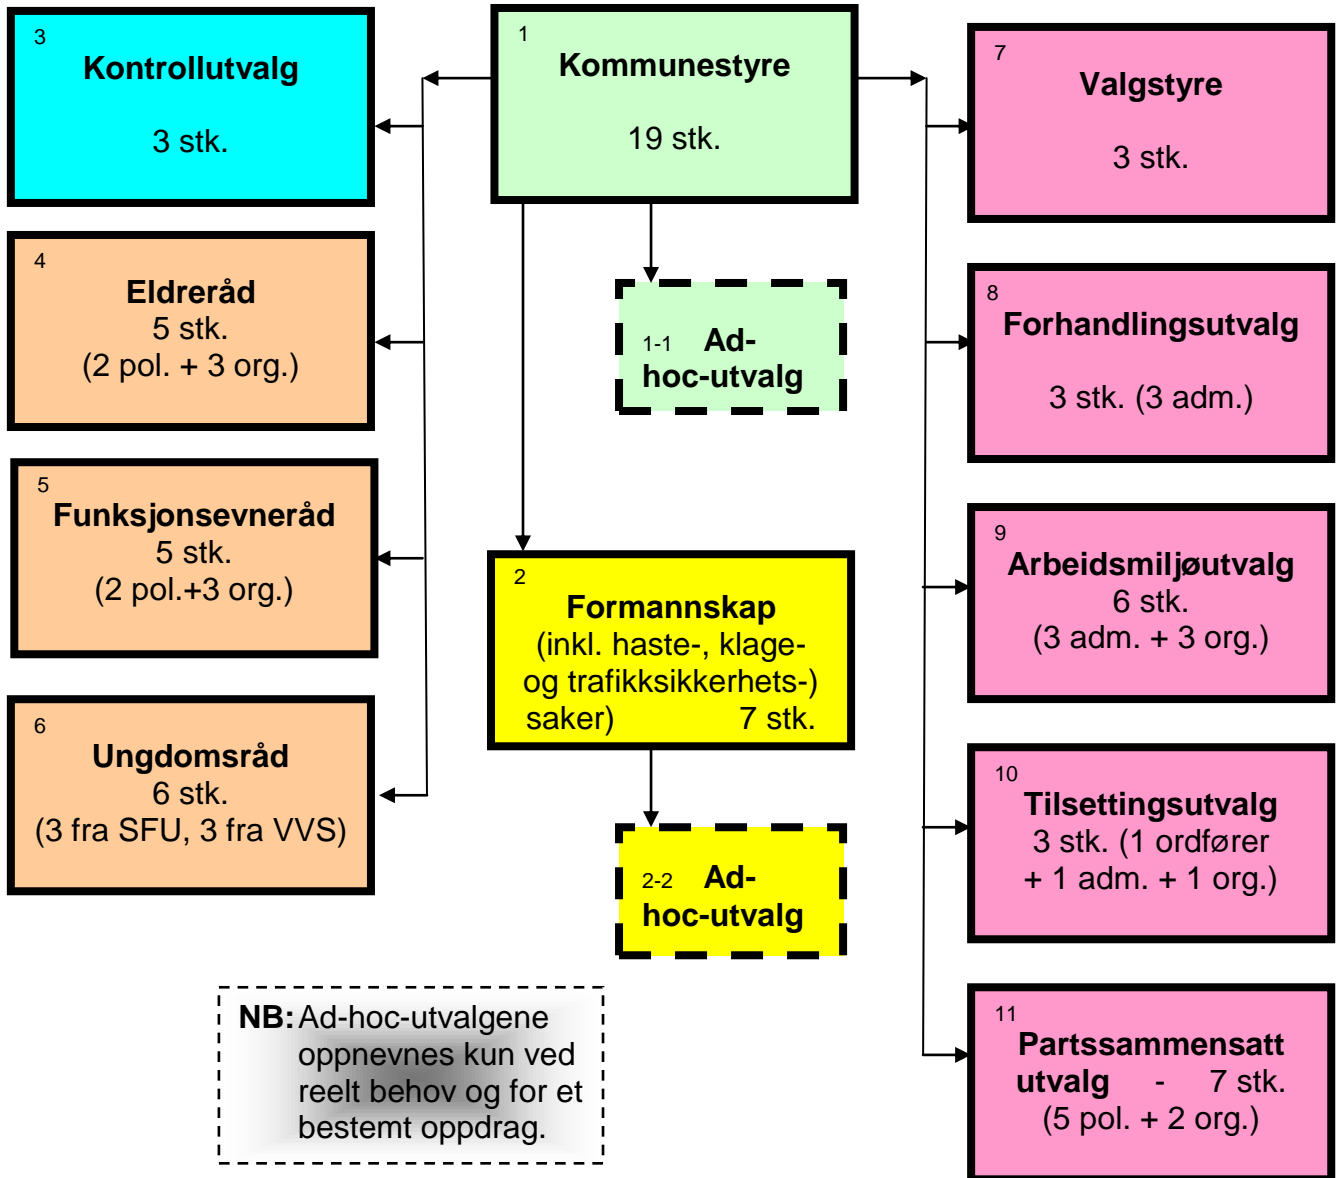 3
Kontrollutvalg
3 stk.
1
Kommunestyre
19 stk.
7
Valgstyre
3 stk.
4
Eldreråd
5 stk.
(2 pol. + 3 org.)
1-1 Ad-
hoc-utvalg
8
Forhandlingsutvalg
3 stk. (3 adm.)
5
Funksjonsevneråd
5 stk.
(2 pol.+3 org.)
2
Formannskap
(inkl. haste-, klage-
og trafikksikkerhets-)
saker) 7 stk.
9
Arbeidsmiljøutvalg
6 stk.
(3 adm. + 3 org.)
6
Ungdomsråd
6 stk.
(3 fra SFU, 3 fra VVS)
2-2 Ad-
hoc-utvalg
10
Tilsettingsutvalg
3 stk. (1 ordfører
+ 1 adm. + 1 org.)
NB: Ad-hoc-utvalgene
oppnevnes kun ved
reelt behov og for et
bestemt oppdrag.
11
Partssammensatt
utvalg - 7 stk.
(5 pol. + 2 org.)